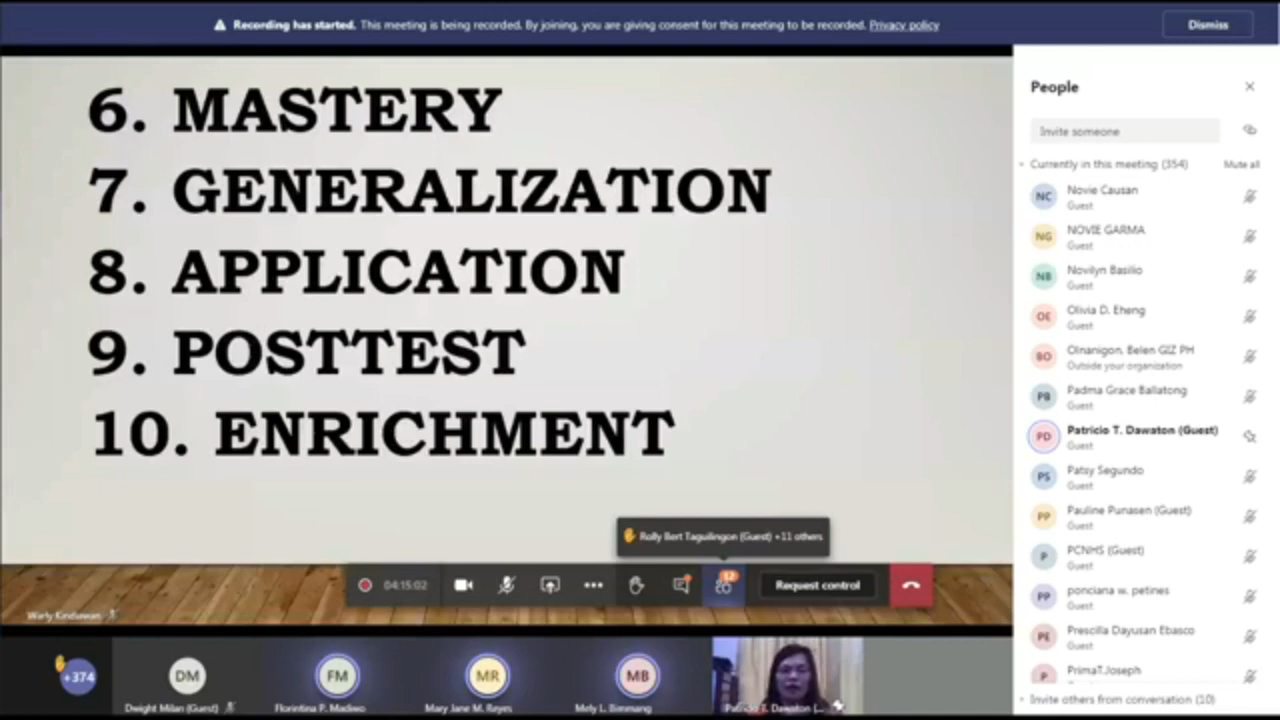 Recording has started. This meeting is being recorded. By joining, you are giving consent for this meeting to be recorded. Privacy policy
Dismiss
6. MASTERY
7. GENERALIZATION
8. APPLICATION
9. POSTTEST
10. ENRICHMENT
Rolly Bert Taguilingon (Guest) +11 others
12
04:15:02
Request control
+374
DM
Dwight Milan (Guest)
FM
Florintina P. Madiwo
MR
Mary Jane M. Reyes
MB
Mely L. Bimmang
Patricio T. Dawaton (...
People
Invite someone
Currently in this meeting (354)
Mute all
NC
Novie Causan
Guest
NG
NOVIE GARMA
Guest
NB
Novilyn Basilio
Guest
OE
Olivia D. Eheng
Guest
BO
Olnanigon, Belen GIZ PH
Outside your organization
PB
Padma Grace Ballatong
Guest
PD
Patricio T. Dawaton (Guest)
Guest
PS
Patsy Segundo
Guest
PP
Pauline Punasen (Guest)
Guest
P
PCNHS (Guest)
Guest
PP
ponciana w. petines
Guest
PE
Prescilla Dayusan Ebasco
Guest
P
PrimaT.Joseph
Invite others from conversation (10)